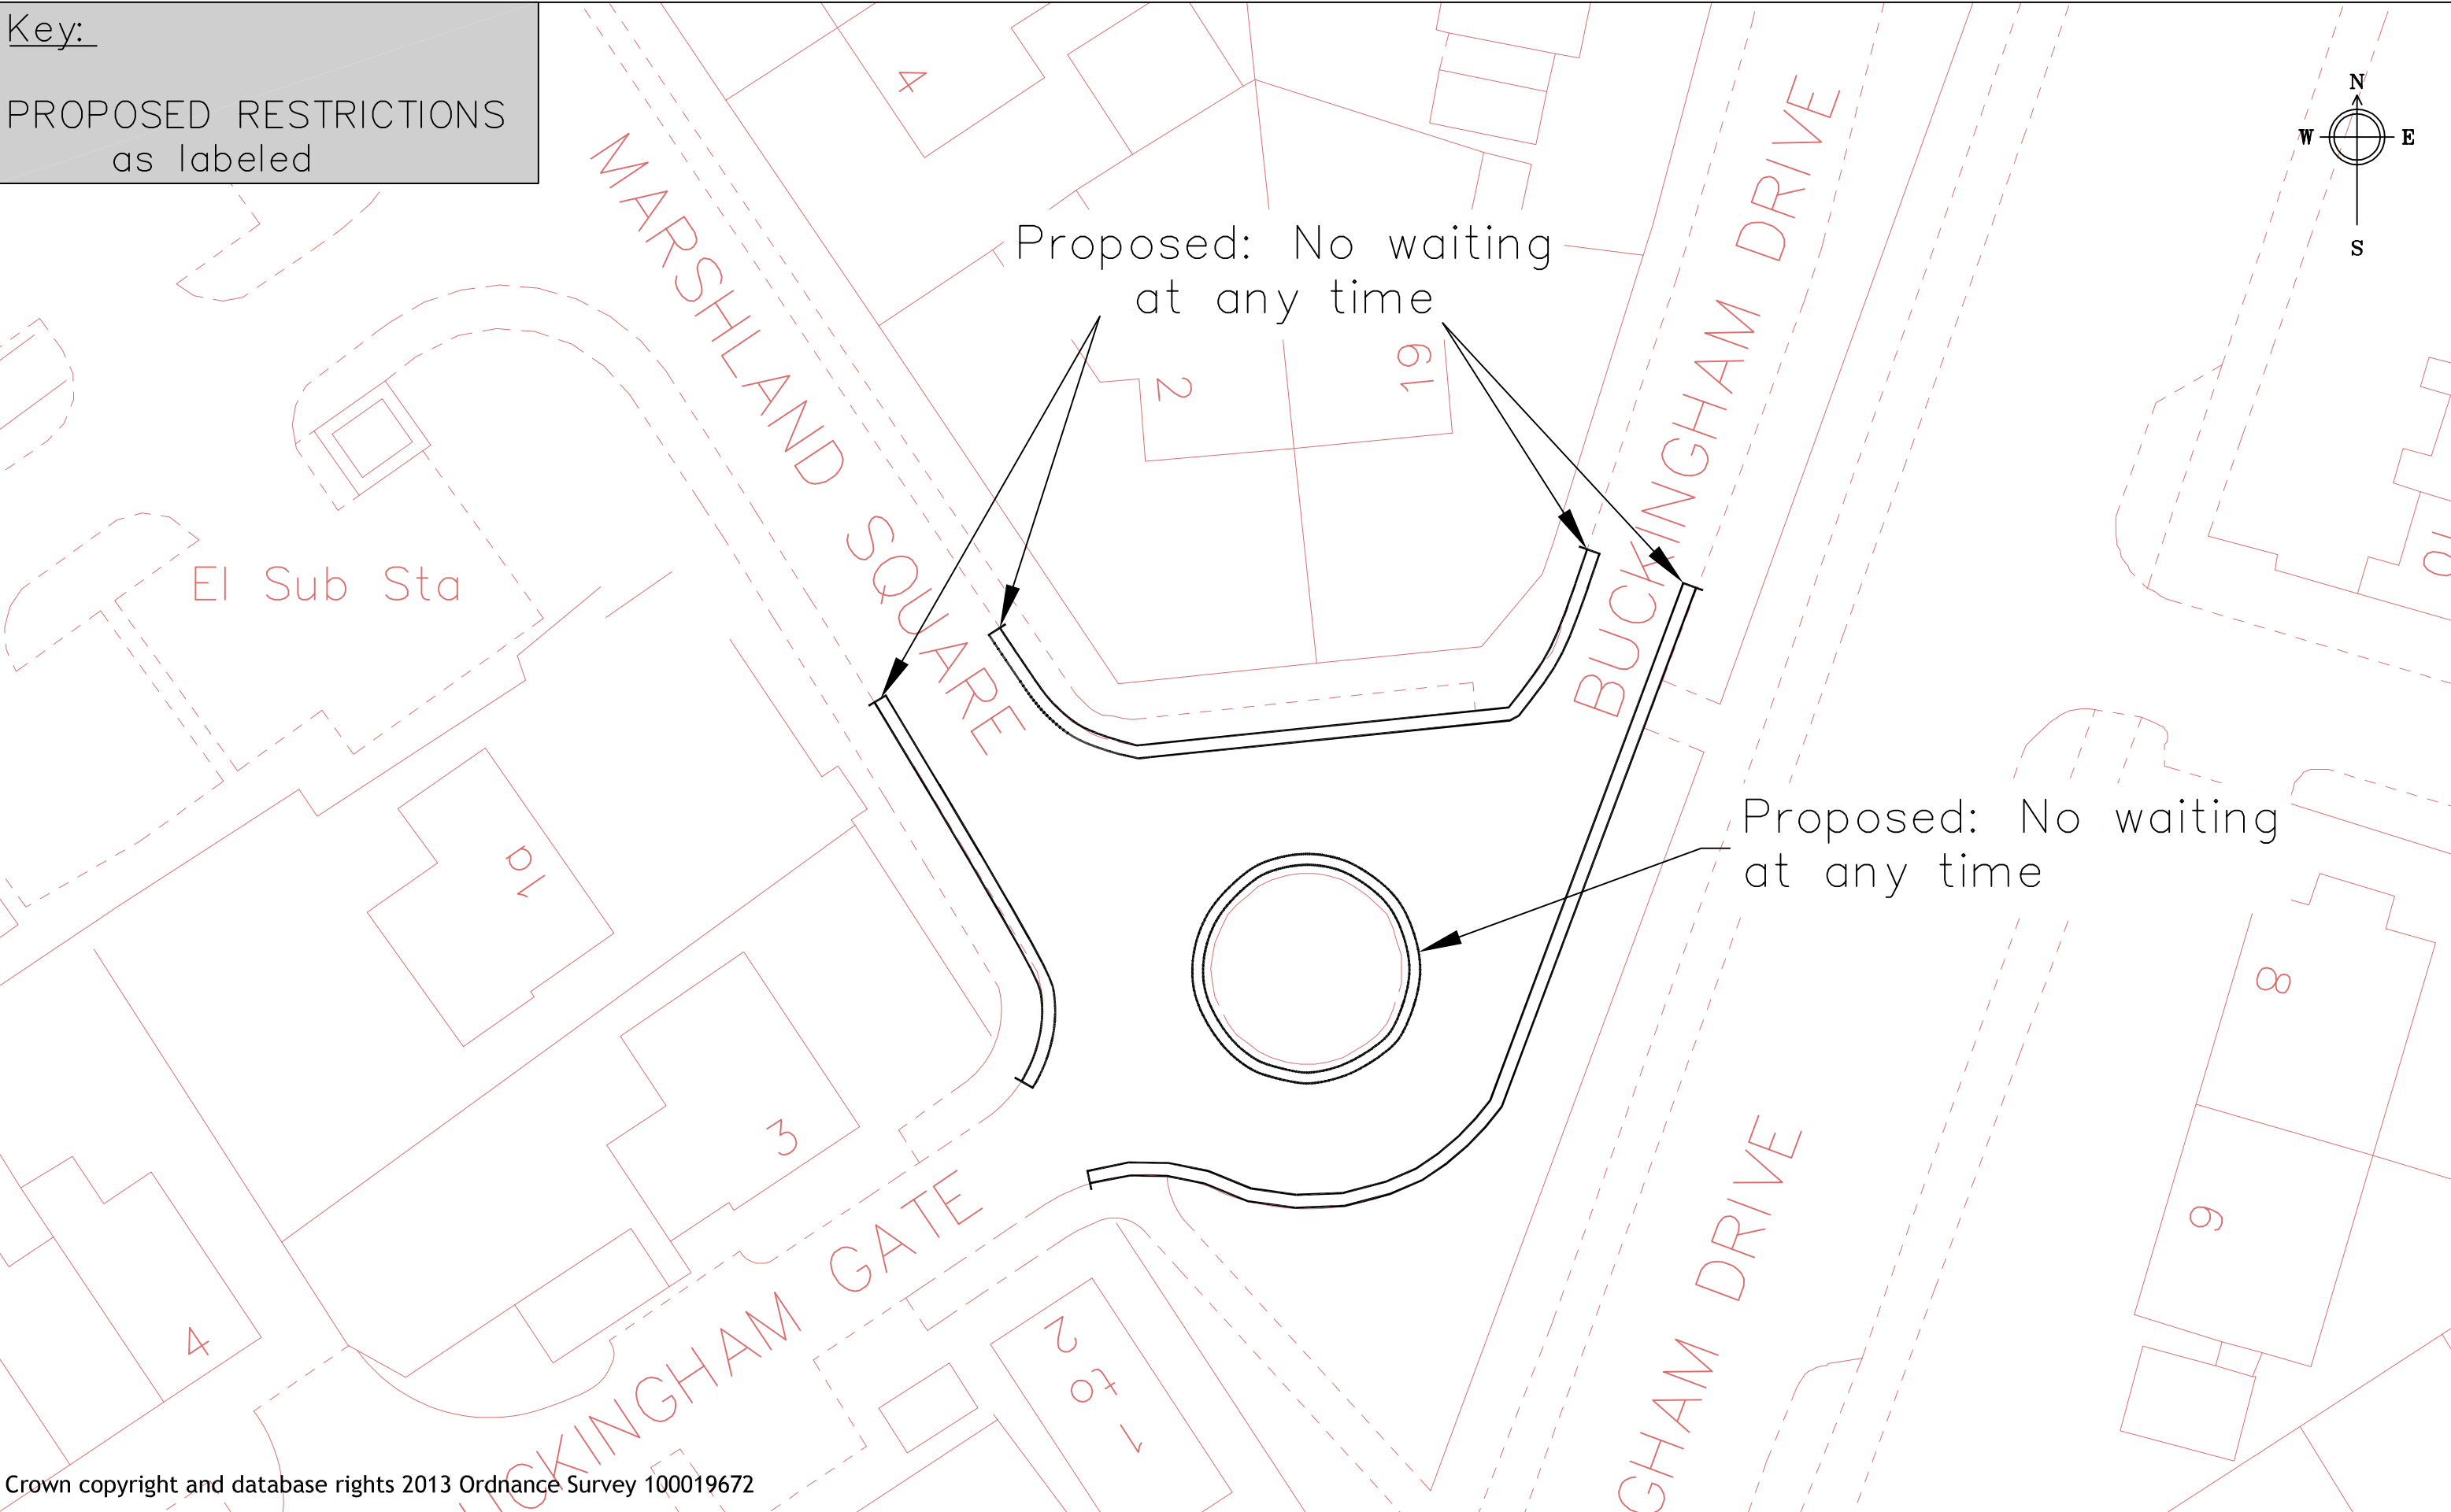 Key:
PROPOSED RESTRICTIONS
as labeled
N
W E
S
4
MARSHLAND SQUARE
BUCKINGHAM DRIVE
Proposed: No waiting
at any time
2
19
El Sub Sta
10
Proposed: No waiting
at any time
1a
8
3
6
4
UCKINGHAM GATE
GHAM DRIVE
1 to 2
Crown copyright and database rights 2013 Ordnance Survey 100019672